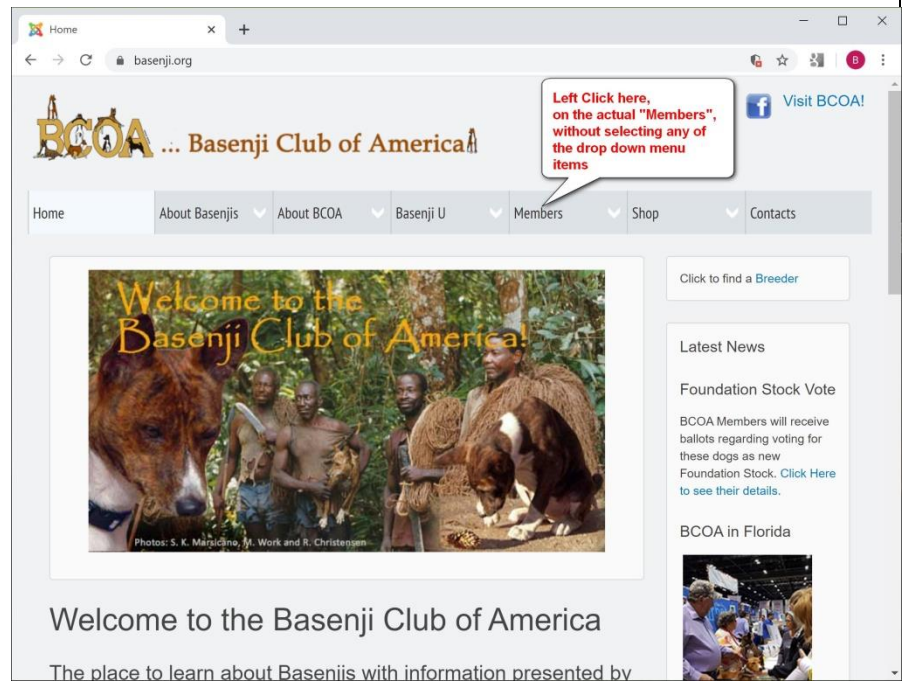 Home
basenji.org
B
BCOA ... Basenji Club of America
Left Click here,
on the actual "Members",
without selecting any of
the drop down menu
items
f Visit BCOA!
Home About Basenjis About BCOA Basenji U Members Shop Contacts
Welcome to the
Basenji Club of America!
Photos: S. K. Marsicano, M. Work and R. Christensen
Click to find a Breeder
Latest News
Foundation Stock Vote
BCOA Members will receive
ballots regarding voting for
these dogs as new
Foundation Stock. Click Here
to see their details.
BCOA in Florida
Welcome to the Basenji Club of America
The place to learn about Basenjis with information presented by